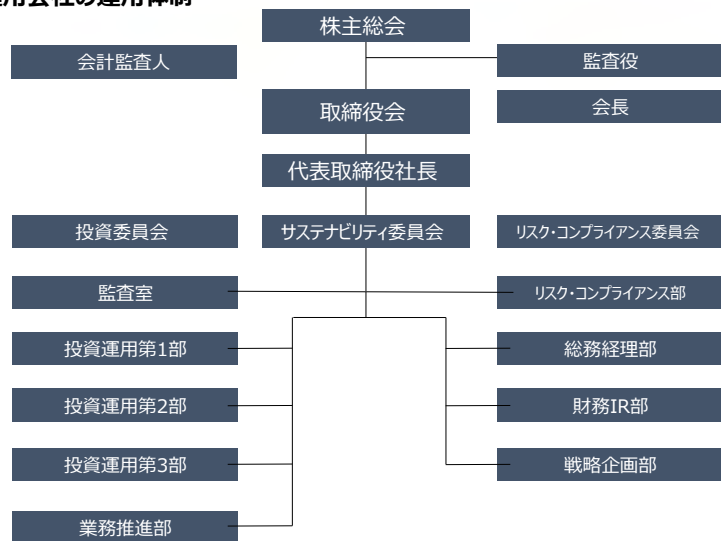 用会社の運用体制
株主総会
会計監査人
監査役
取締役会
会長
代表取締役社長
投資委員会
サステナビリティ委員会
リスク・コンプライアンス委員会
監査室
リスク・コンプライアンス部
投資運用第1部
総務経理部
投資運用第2部
財務IR部
投資運用第3部
戦略企画部
業務推進部